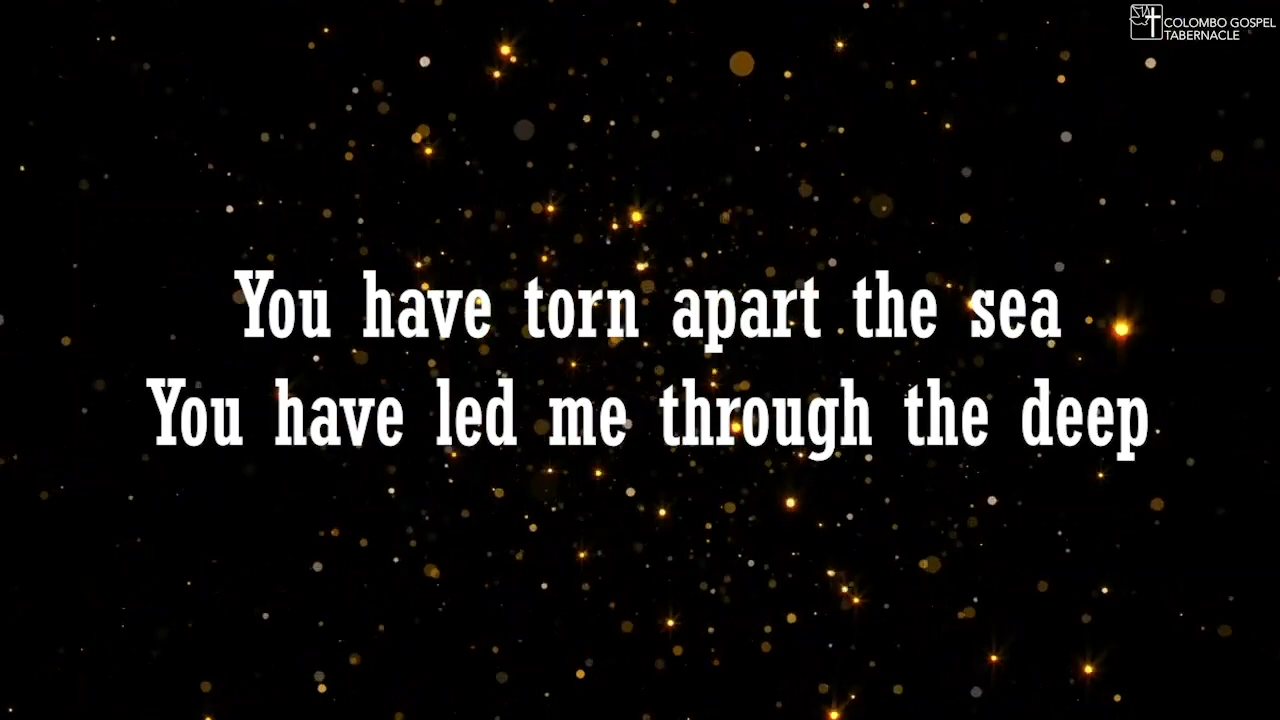 COLOMBO GOSPEL
TABERNACLE
You have torn apart the sea
You have led me through the deep